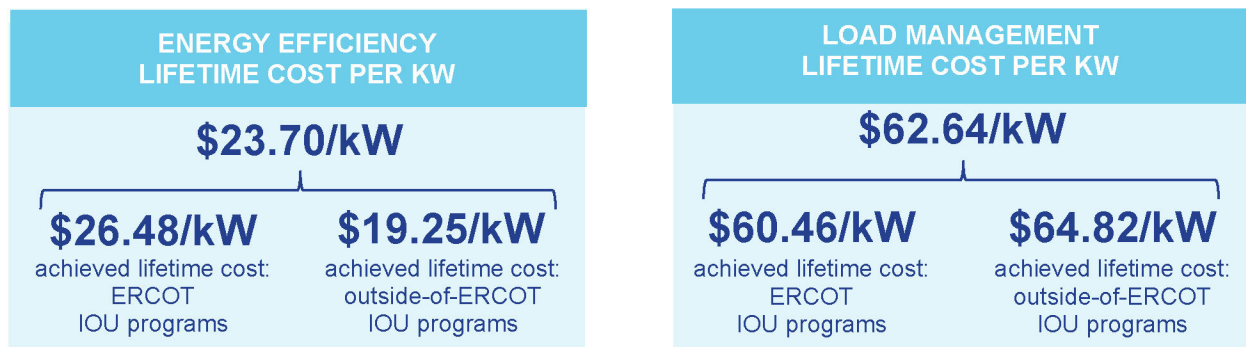 ENERGY EFFICIENCY
LIFETIME COST PER KW
$23.70/kW
$26.48/kW
achieved lifetime cost:
ERCOT
IOU programs
$19.25/kW
achieved lifetime cost:
outside-of-ERCOT
IOU programs
LOAD MANAGEMENT
LIFETIME COST PER KW
$62.64/kW
$60.46/kW
achieved lifetime cost:
ERCOT
IOU programs
$64.82/kW
achieved lifetime cost:
outside-of-ERCOT
IOU programs